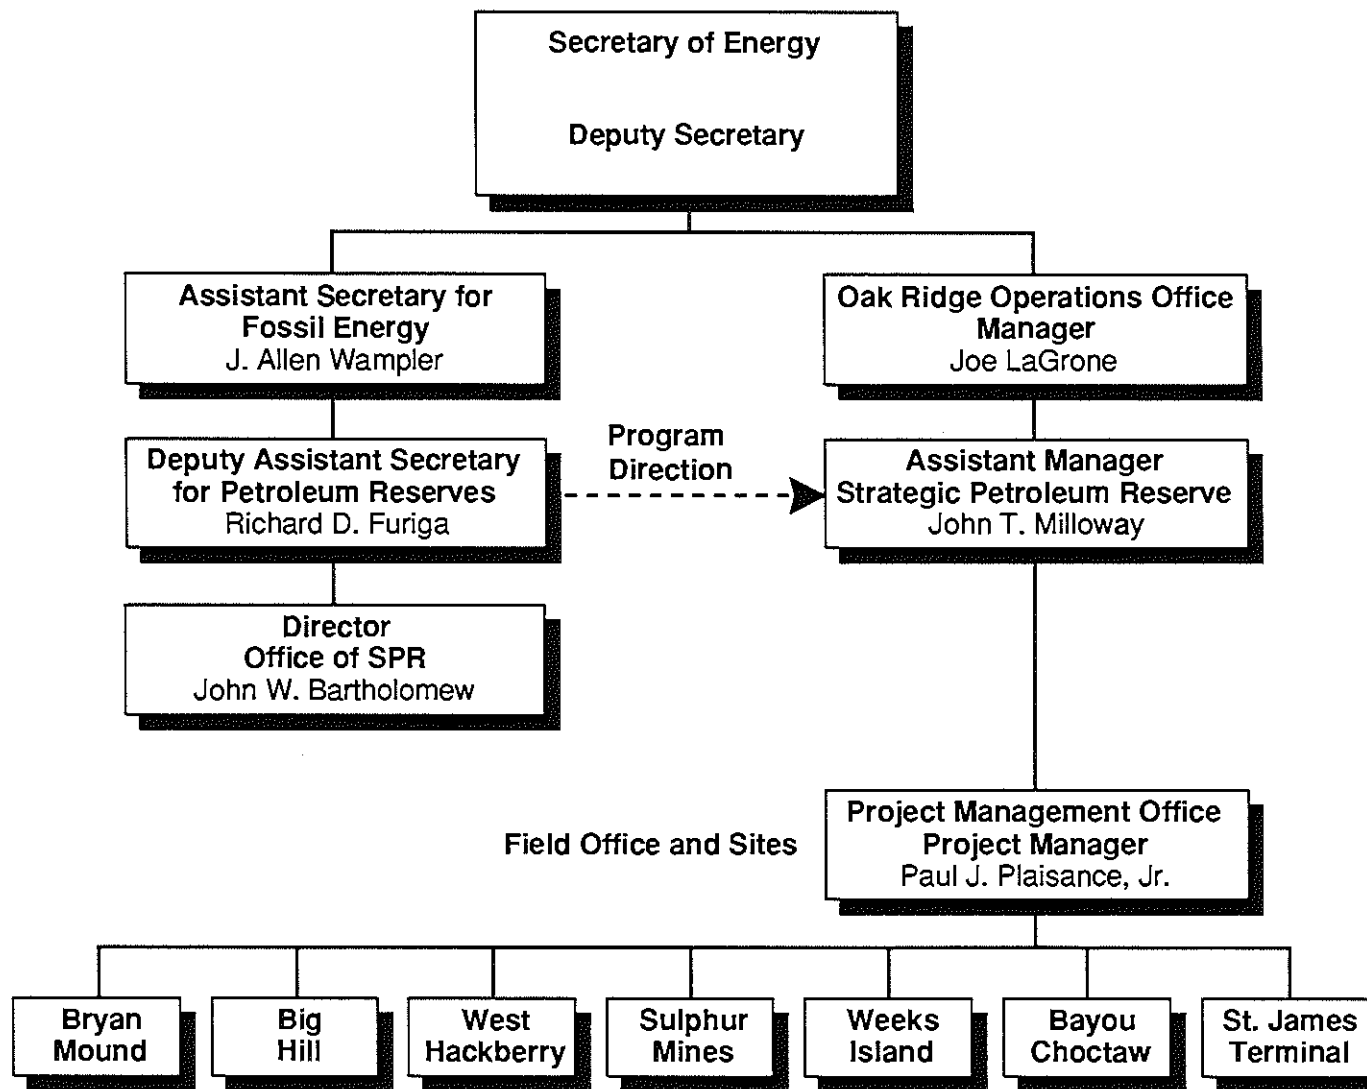 Secretary of Energy
Deputy Secretary
Assistant Secretary for
Fossil Energy
J. Allen Wampler
Oak Ridge Operations Office
Manager
Joe LaGrone
Deputy Assistant Secretary
for Petroleum Reserves
Richard D. Furiga
Program
Direction
Assistant Manager
Strategic Petroleum Reserve
John T. Milloway
Director
Office of SPR
John W. Bartholomew
Field Office and Sites
Project Management Office
Project Manager
Paul J. Plaisance, Jr.
Bryan
Mound
Big
Hill
West
Hackberry
Sulphur
Mines
Weeks
Island
Bayou
Choctaw
St. James
Terminal